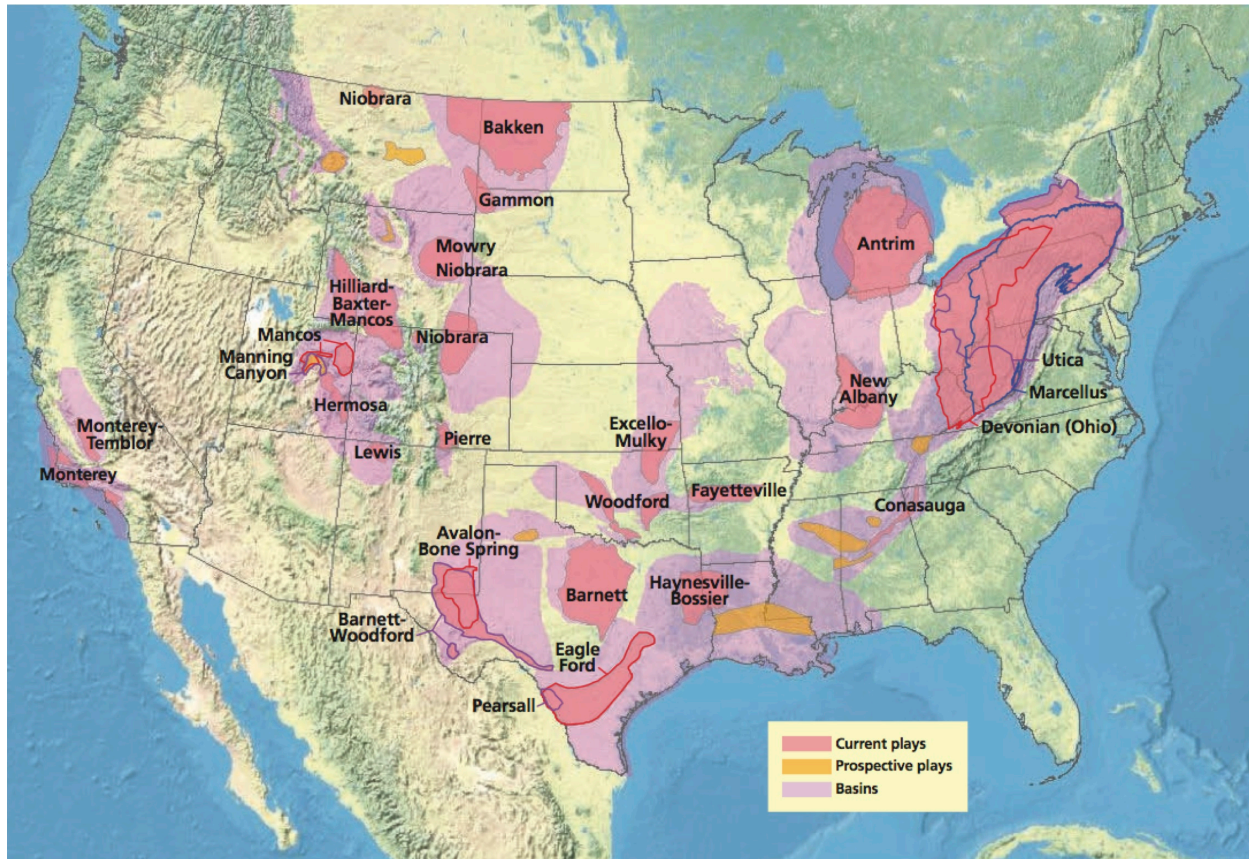 Niobrara
Bakken
Gammon
Antrim
Mowry
Niobrara
Hilliard-
Baxter-
Mancos
Mancos
Niobrara
Manning
Canyon
Utica
New
Albany
Marcellus
Hermosa
Devonian (Ohio)
Monterey-
Temblor
Excello-
Mulky
Pierre
Lewis
Monterey
Woodford
Fayetteville
Conasauga
Avalon-
Bone Spring
Haynesville-
Bossier
Barnett
Barnett-
Woodford
Eagle
Ford
Pearsall
Current plays
Prospective plays
Basins